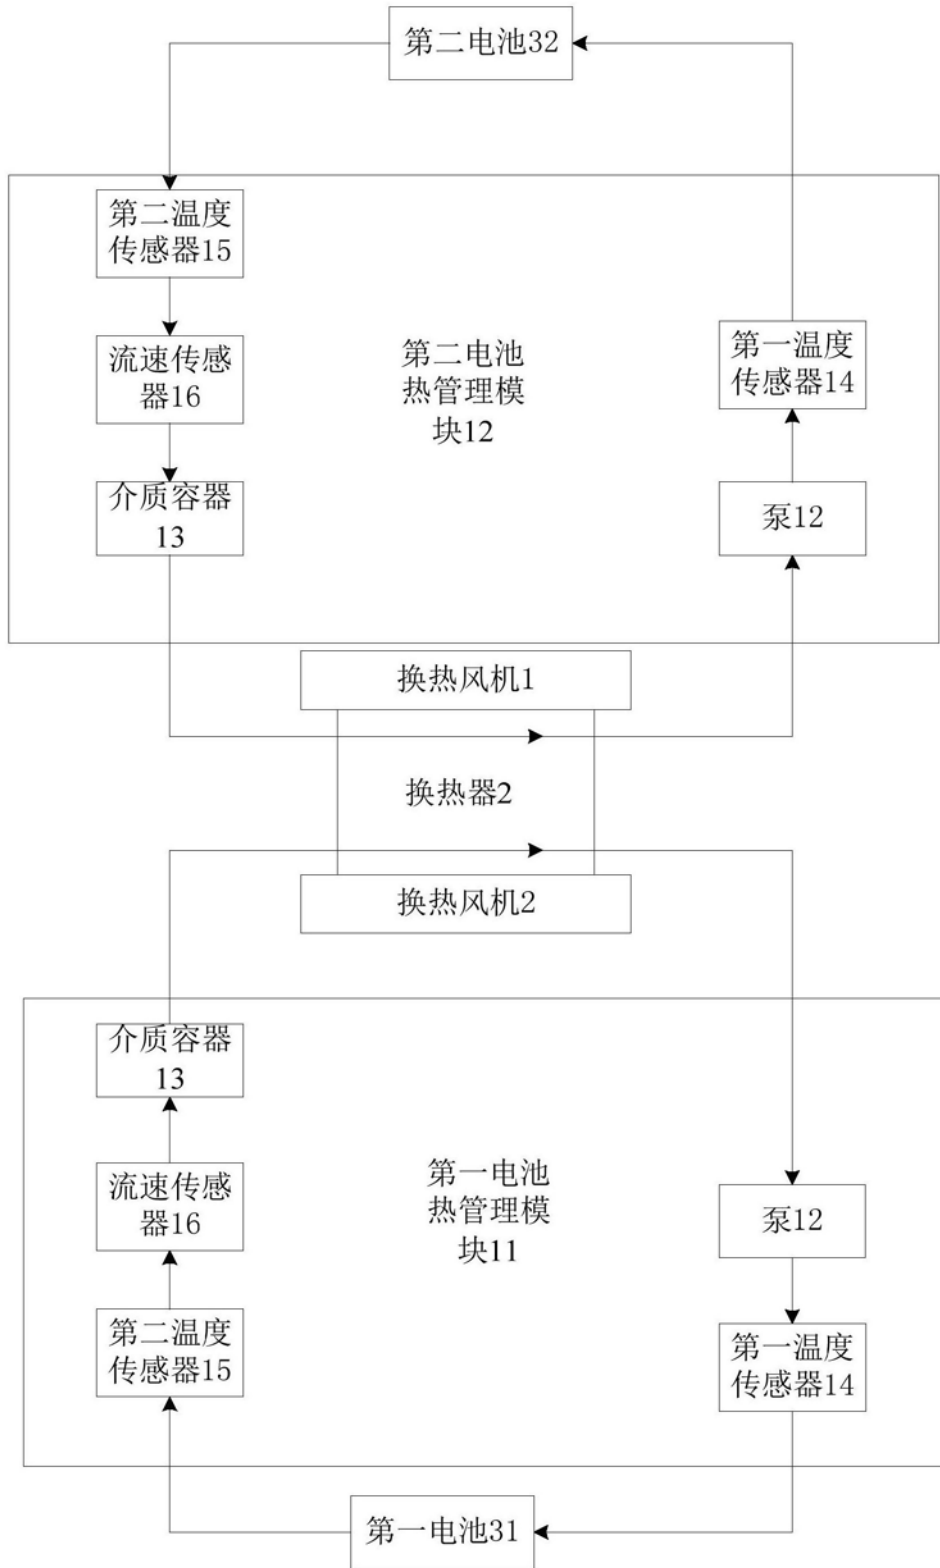 第二电池32
第二温度
传感器15
流速传感
器16
介质容器
13
第二电池
热管理模
块12
第一温度
传感器14
泵12
换热风机1
换热器2
换热风机2
介质容器
13
流速传感
器16
第二温度
传感器15
第一电池
热管理模
块11
泵12
第一温度
传感器14
第一电池31